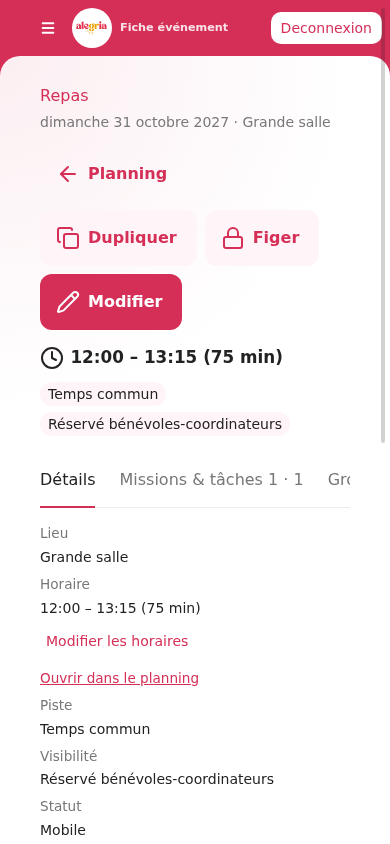 alegria
Fiche événement
Deconnexion
Repas
dimanche 31 octobre 2027 · Grande salle
Planning
Dupliquer
Figer
Modifier
12:00 – 13:15 (75 min)
Temps commun
Réservé bénévoles-coordinateurs
Détails
Missions & tâches 1 · 1
Lieu
Grande salle
Horaire
12:00 – 13:15 (75 min)
Modifier les horaires
Ouvrir dans le planning
Piste
Temps commun
Visibilité
Réservé bénévoles-coordinateurs
Statut
Mobile